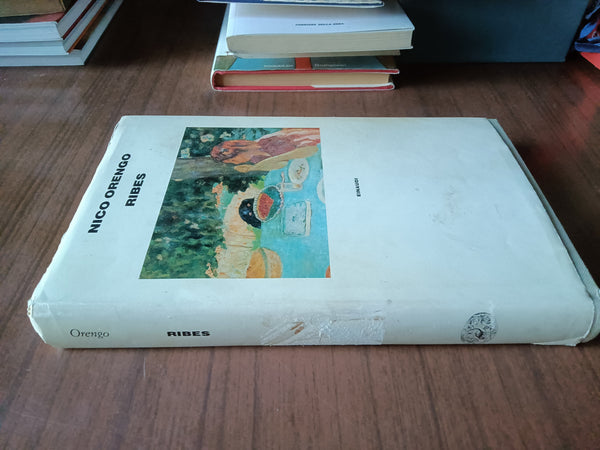 NICO ORENGO
RIBES
EINAUDI
Orengo
RIBES